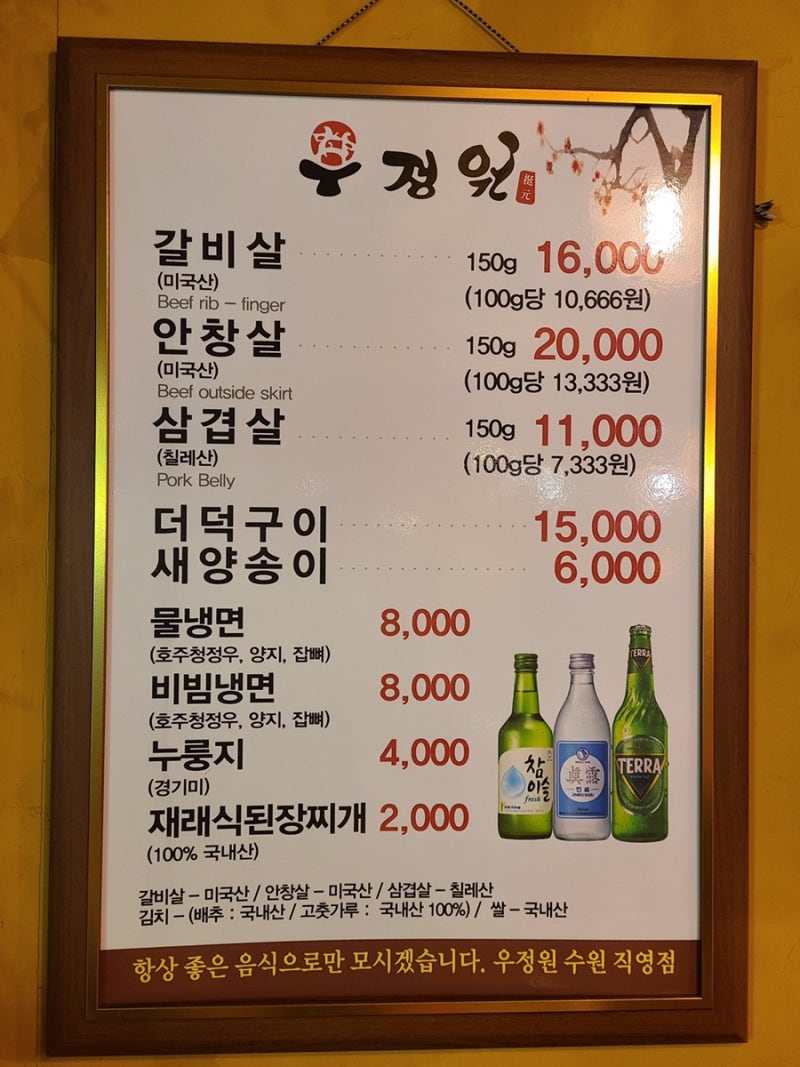 우정원
挺元
갈비살 150g 16,000
(미국산) (100g당 10,666원)
Beef rib – finger
안창살 150g 20,000
(미국산) (100g당 13,333원)
Beef outside skirt
삼겹살 150g 11,000
(칠레산) (100g당 7,333원)
Pork Belly
더덕구이 15,000
새양송이 6,000
물냉면 8,000
(호주청정우, 양지, 잡뼈)
비빔냉면 8,000
(호주청정우, 양지, 잡뼈)
누룽지 4,000
(경기미)
재래식된장찌개 2,000
(100% 국내산)
참
이슬
fresh
眞露
진로
TERRA
TERRA
갈비살 – 미국산 / 안창살 – 미국산 / 삼겹살 – 칠레산
김치 – (배추 : 국내산 / 고춧가루 : 국내산 100%) / 쌀 – 국내산
항상 좋은 음식으로만 모시겠습니다. 우정원 수원 직영점